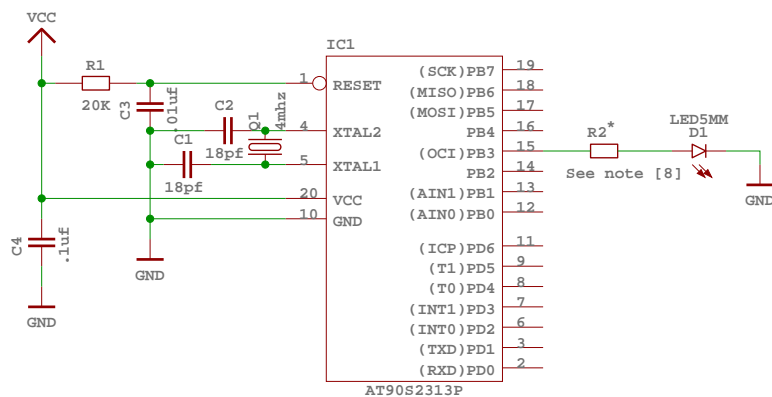 VCC
IC1
R1
20K
C3
.01uf
C2
18pf
C1
18pf
Q1
4mhz
1
RESET
4
XTAL2
5
XTAL1
20
VCC
10
GND
(SCK)PB7
19
(MISO)PB6
18
(MOSI)PB5
17
PB4
16
(OCI)PB3
15
PB2
14
(AIN1)PB1
13
(AIN0)PB0
12
(ICP)PD6
11
(T1)PD5
9
(T0)PD4
8
(INT1)PD3
7
(INT0)PD2
6
(TXD)PD1
3
(RXD)PD0
2
AT90S2313P
R2*
See note [8]
LED5MM
D1
GND
C4
.1uf
GND
GND